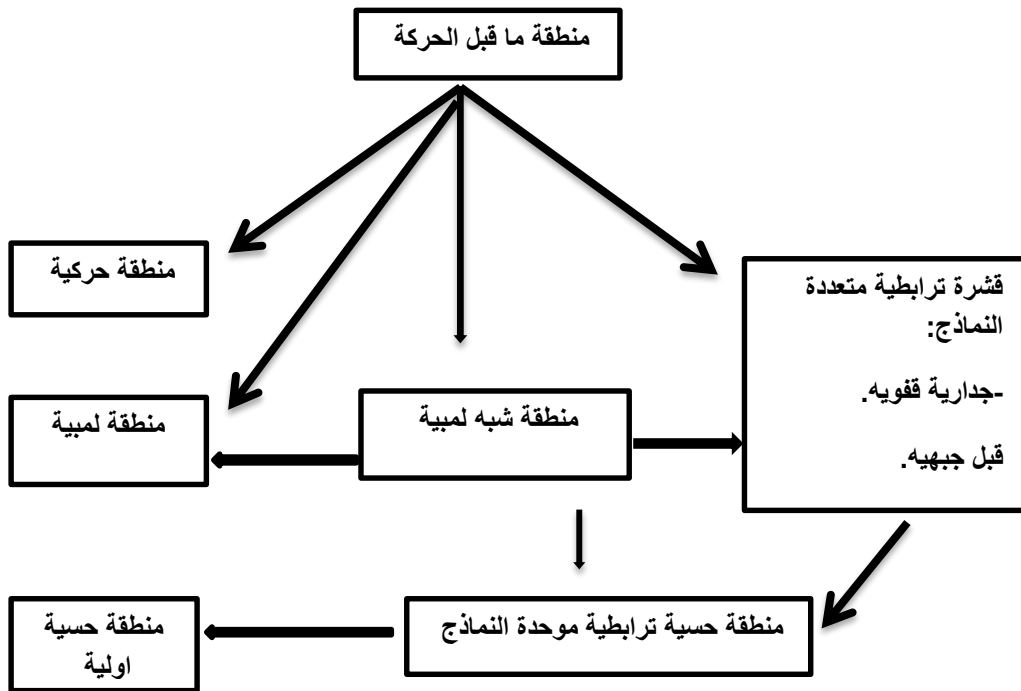 منطقة ما قبل الحركة
منطقة حركية
قشرة ترابطية متعددة
النماذج:
-جدارية قفويه.
قبل جبهيه.
منطقة شبه لمبية
منطقة لمبية
منطقة حسية ترابطية موحدة النماذج
منطقة حسية
اولية